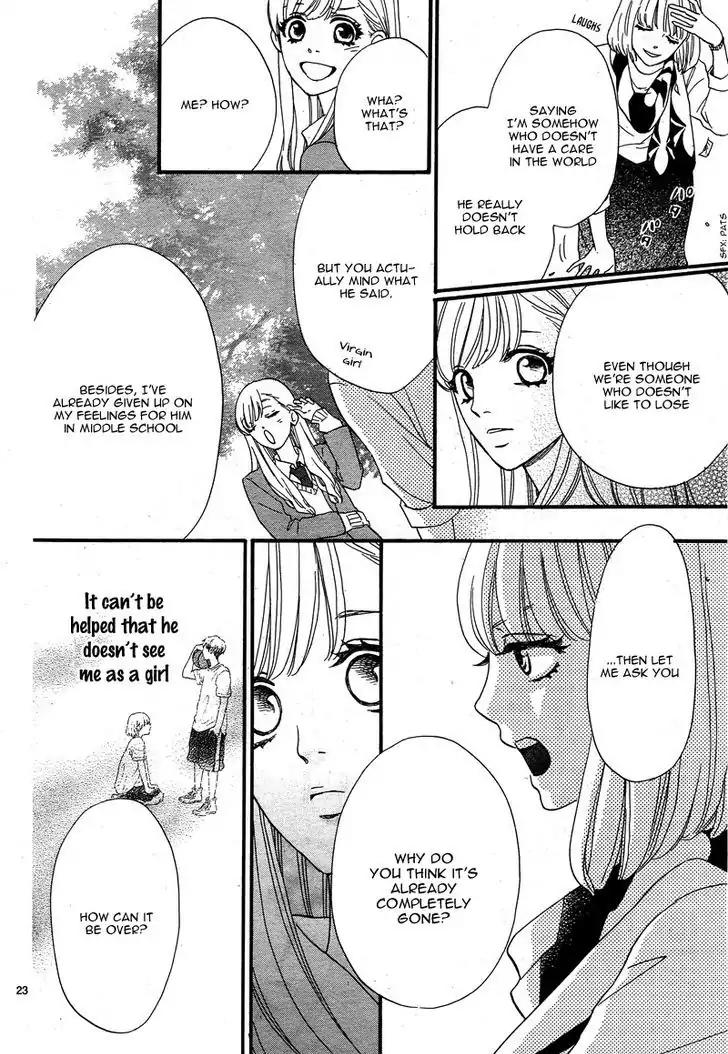 LAUGHS
SAYING
I'M SOMEHOW
WHO DOESN'T
HAVE A CARE
IN THE WORLD
HE REALLY
DOESN'T
HOLD BACK
SFX: PATS
WHA?
WHAT'S
THAT?
ME? HOW?
EVEN THOUGH
WE'RE SOMEONE
WHO DOESN'T
LIKE TO LOSE
BUT YOU ACTU-
ALLY MIND WHAT
HE SAID.
Virgin
Girl
BESIDES, I'VE
ALREADY GIVEN UP ON
MY FEELINGS FOR HIM
IN MIDDLE SCHOOL
...THEN LET
ME ASK YOU
WHY DO
YOU THINK IT'S
ALREADY
COMPLETELY
GONE?
It can't be
helped that he
doesn't see
me as a girl
HOW CAN IT
BE OVER?
23